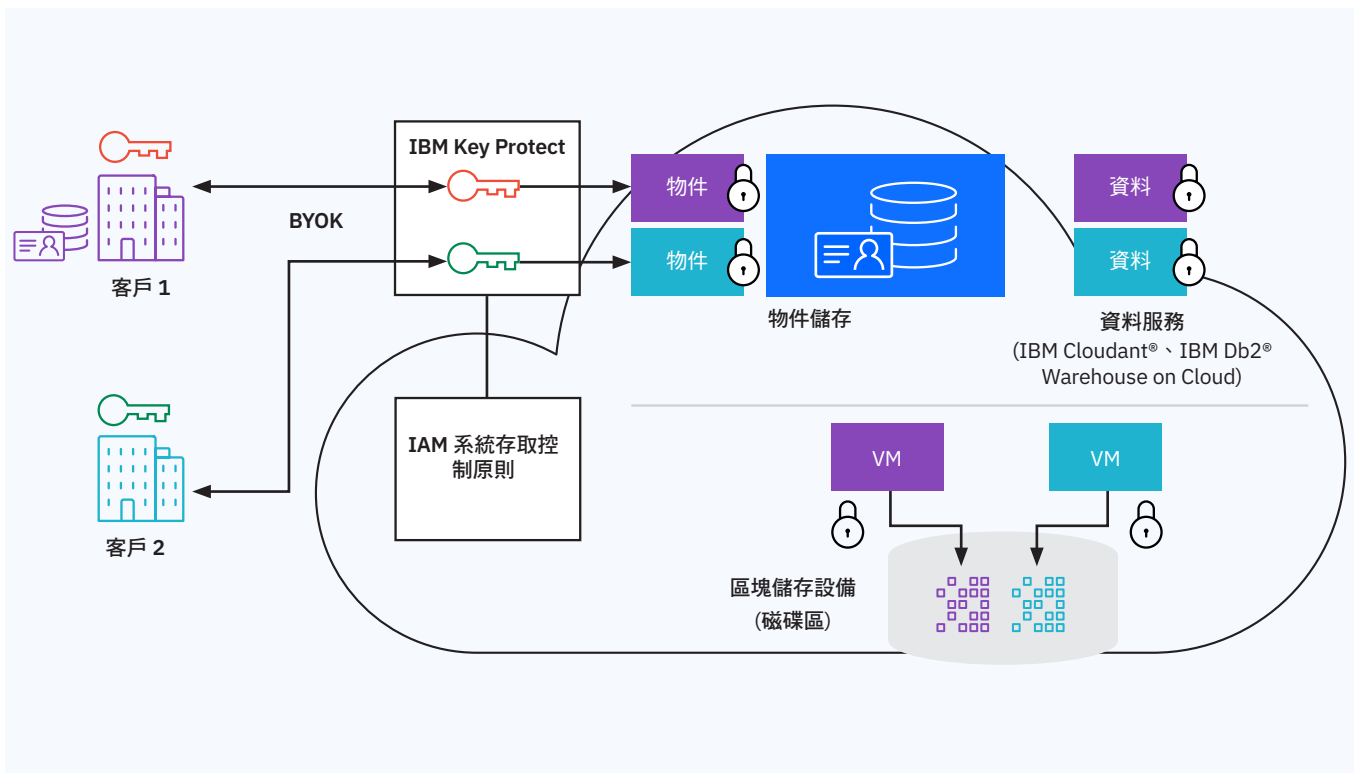 IBM Key Protect
BYOK
客戶 1
客戶 2
IAM 系統存取控
制原則
物件
物件
物件儲存
資料
資料
資料服務
(IBM Cloudant®、IBM Db2®
Warehouse on Cloud)
VM
VM
區塊儲存設備
(磁碟區)